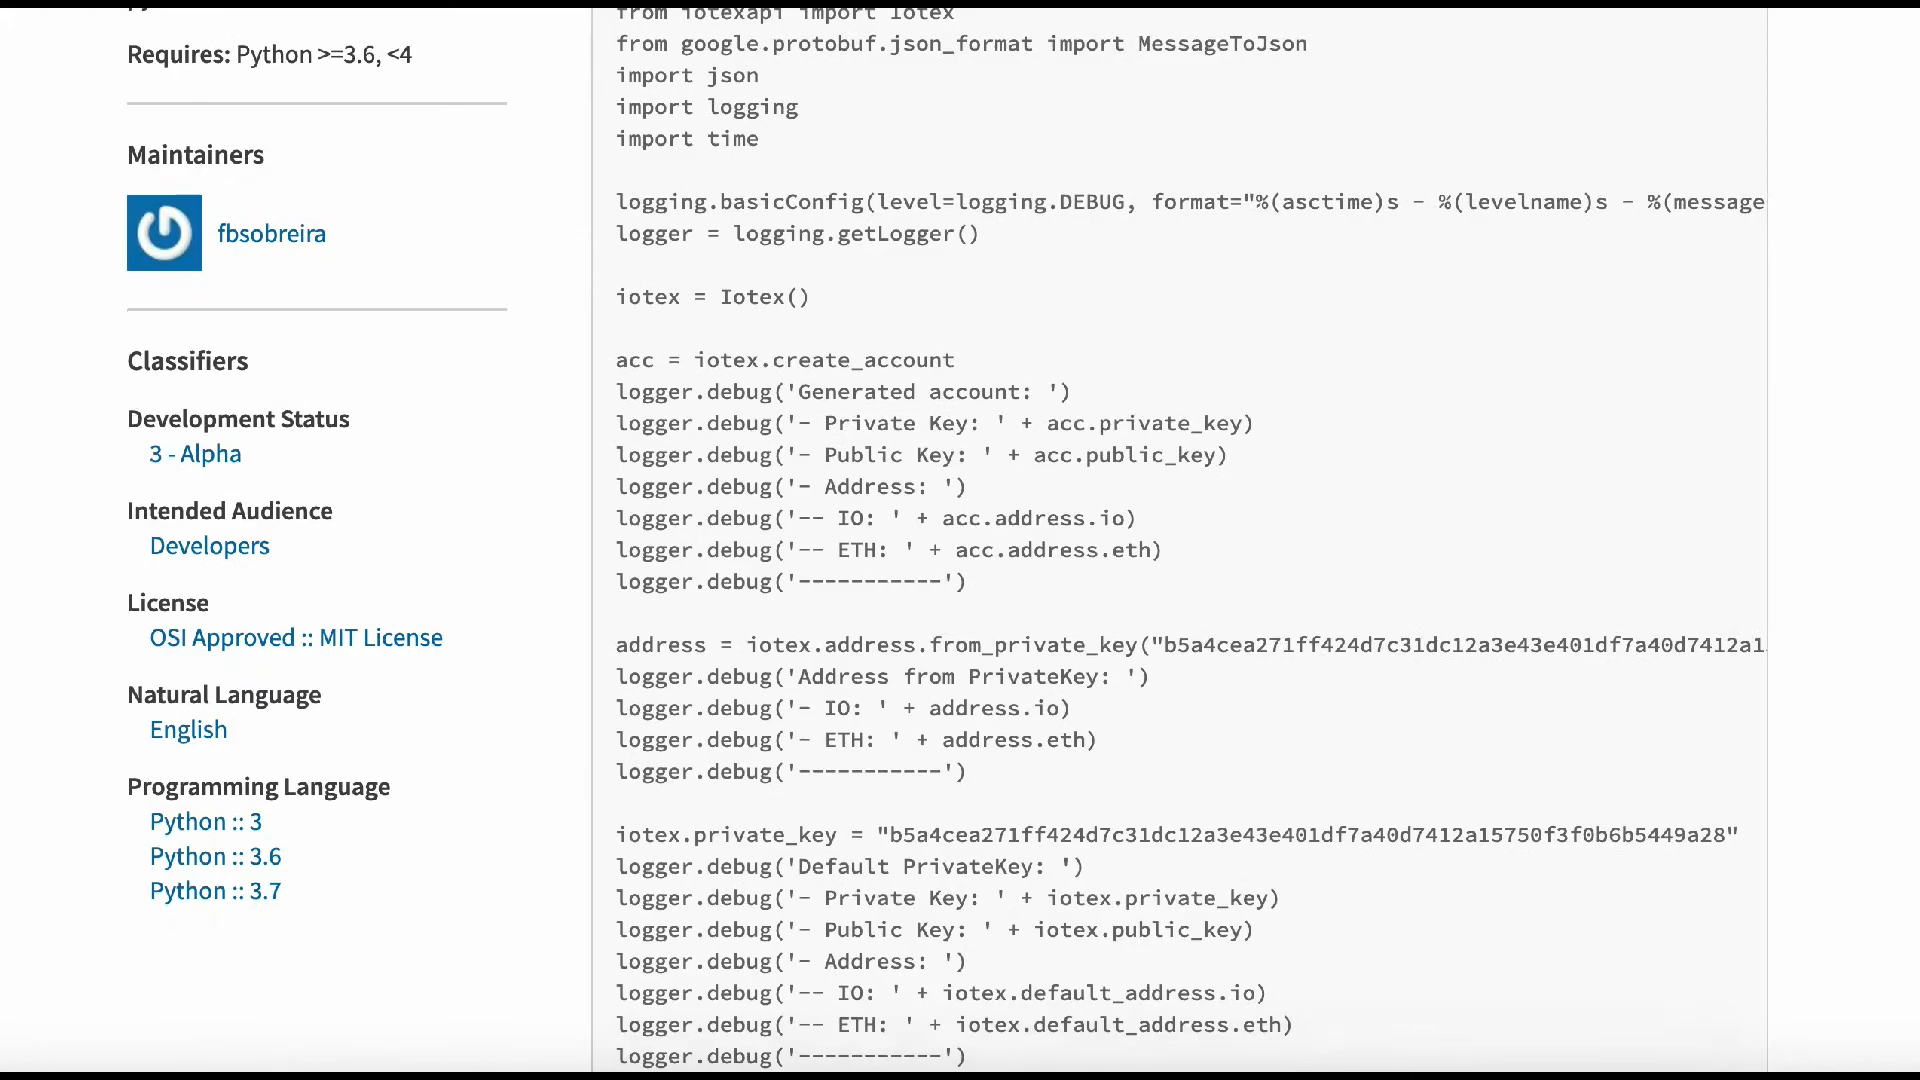 Requires: Python >=3.6, <4
Maintainers
fbsobreira
Classifiers
Development Status
3 - Alpha
Intended Audience
Developers
License
OSI Approved :: MIT License
Natural Language
English
Programming Language
Python :: 3
Python :: 3.6
Python :: 3.7
from iotexapi import Iotex
from google.protobuf.json_format import MessageToJson
import json
import logging
import time
logging.basicConfig(level=logging.DEBUG, format="%(asctime)s - %(levelname)s - %(message
logger = logging.getLogger()
iotex = Iotex()
acc = iotex.create_account
logger.debug('Generated account: ')
logger.debug('- Private Key: ' + acc.private_key)
logger.debug('- Public Key: ' + acc.public_key)
logger.debug('- Address: ')
logger.debug('-- IO: ' + acc.address.io)
logger.debug('-- ETH: ' + acc.address.eth)
logger.debug('-----------')
address = iotex.address.from_private_key("b5a4cea271ff424d7c31dc12a3e43e401df7a40d7412a1
logger.debug('Address from PrivateKey: ')
logger.debug('- IO: ' + address.io)
logger.debug('- ETH: ' + address.eth)
logger.debug('-----------')
iotex.private_key = "b5a4cea271ff424d7c31dc12a3e43e401df7a40d7412a15750f3f0b6b5449a28"
logger.debug('Default PrivateKey: ')
logger.debug('- Private Key: ' + iotex.private_key)
logger.debug('- Public Key: ' + iotex.public_key)
logger.debug('- Address: ')
logger.debug('-- IO: ' + iotex.default_address.io)
logger.debug('-- ETH: ' + iotex.default_address.eth)
logger.debug('-----------')